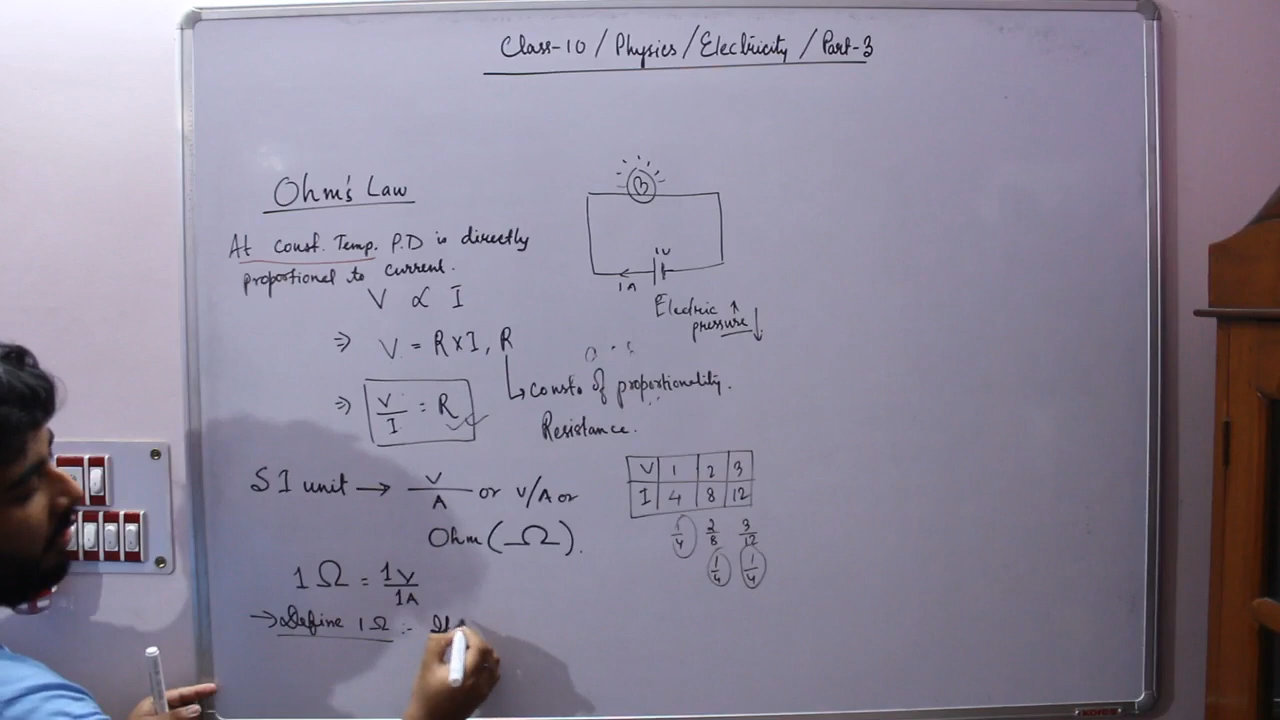 Class-10 / Physics / Electricity / Part-3
Ohm's Law
At const. Temp. P.D is directly
proportional to current.
V ∝ I
⇒ V = R×I, R
↳ const. of proportionality.
Resistance.
⇒ V/I = R
1V
1A
Electric ↑
pressure ↓
SI unit → V/A or V/A or
Ohm (Ω).
V 1 2 3
I 4 8 12
1/4 2/8 3/12
1/4 1/4
1Ω = 1V/1A
→ Define 1Ω :-
KORES